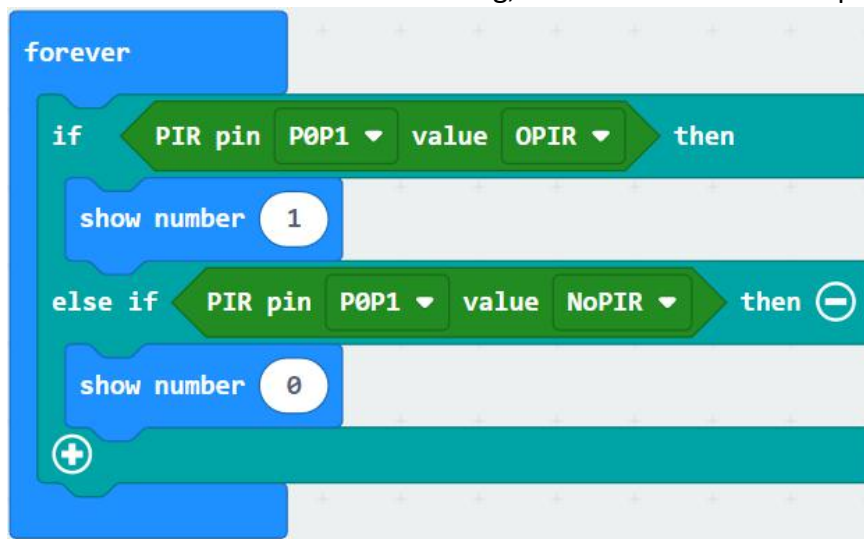 forever
if PIR pin P0P1 value OPIR then
show number 1
else if PIR pin P0P1 value NoPIR then
show number 0